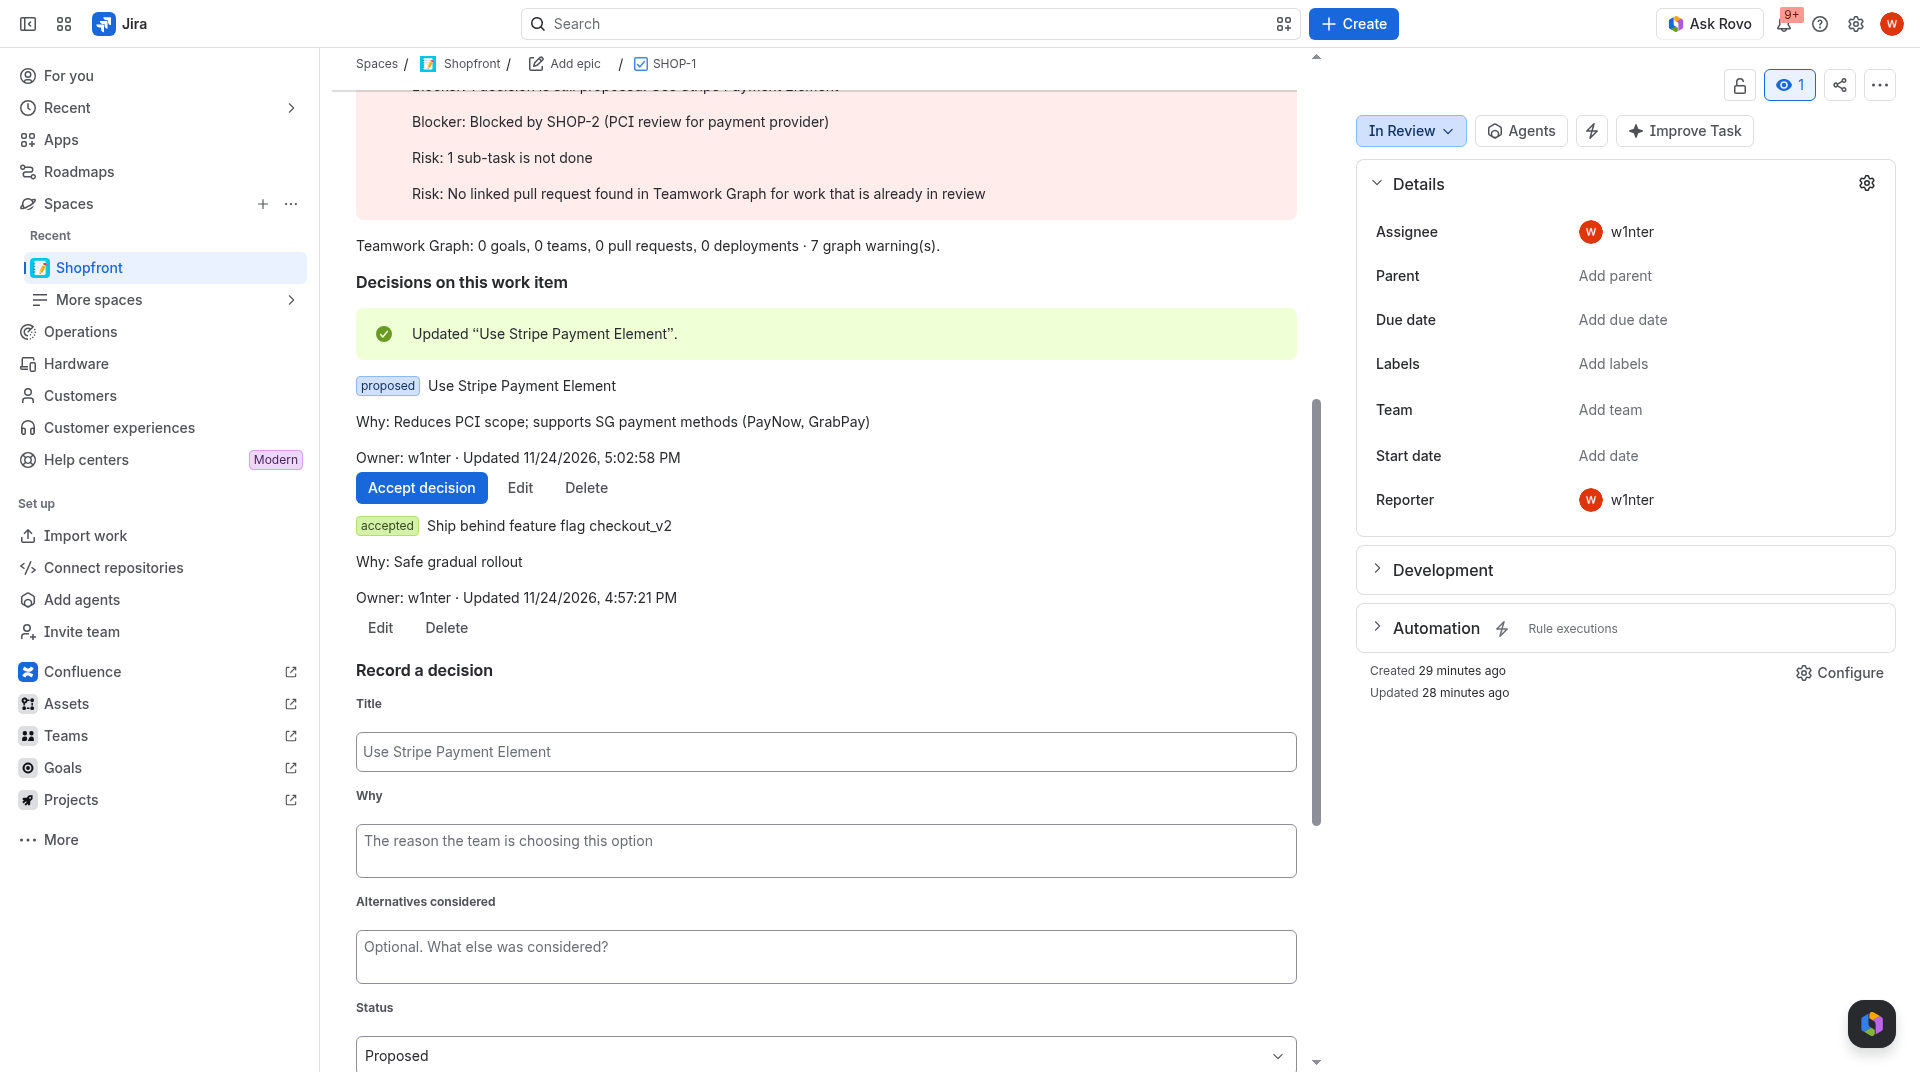 Jira
Search
Create
Ask Rovo
9+
W
For you
Recent
Apps
Roadmaps
Spaces
Recent
Shopfront
More spaces
Operations
Hardware
Customers
Customer experiences
Help centers
Modern
Set up
Import work
Connect repositories
Add agents
Invite team
Confluence
Assets
Teams
Goals
Projects
More
Spaces / Shopfront / Add epic / SHOP-1
Blocker: 1 decision is still proposed: Use Stripe Payment Element
Blocker: Blocked by SHOP-2 (PCI review for payment provider)
Risk: 1 sub-task is not done
Risk: No linked pull request found in Teamwork Graph for work that is already in review
Teamwork Graph: 0 goals, 0 teams, 0 pull requests, 0 deployments · 7 graph warning(s).
Decisions on this work item
Updated “Use Stripe Payment Element”.
proposed Use Stripe Payment Element
Why: Reduces PCI scope; supports SG payment methods (PayNow, GrabPay)
Owner: w1nter · Updated 11/24/2026, 5:02:58 PM
Accept decision Edit Delete
accepted Ship behind feature flag checkout_v2
Why: Safe gradual rollout
Owner: w1nter · Updated 11/24/2026, 4:57:21 PM
Edit Delete
Record a decision
Title
Use Stripe Payment Element
Why
The reason the team is choosing this option
Alternatives considered
Optional. What else was considered?
Status
Proposed
1
In Review
Agents
Improve Task
Details
Assignee W w1nter
Parent Add parent
Due date Add due date
Labels Add labels
Team Add team
Start date Add date
Reporter W w1nter
Development
Automation Rule executions
Created 29 minutes ago
Updated 28 minutes ago
Configure